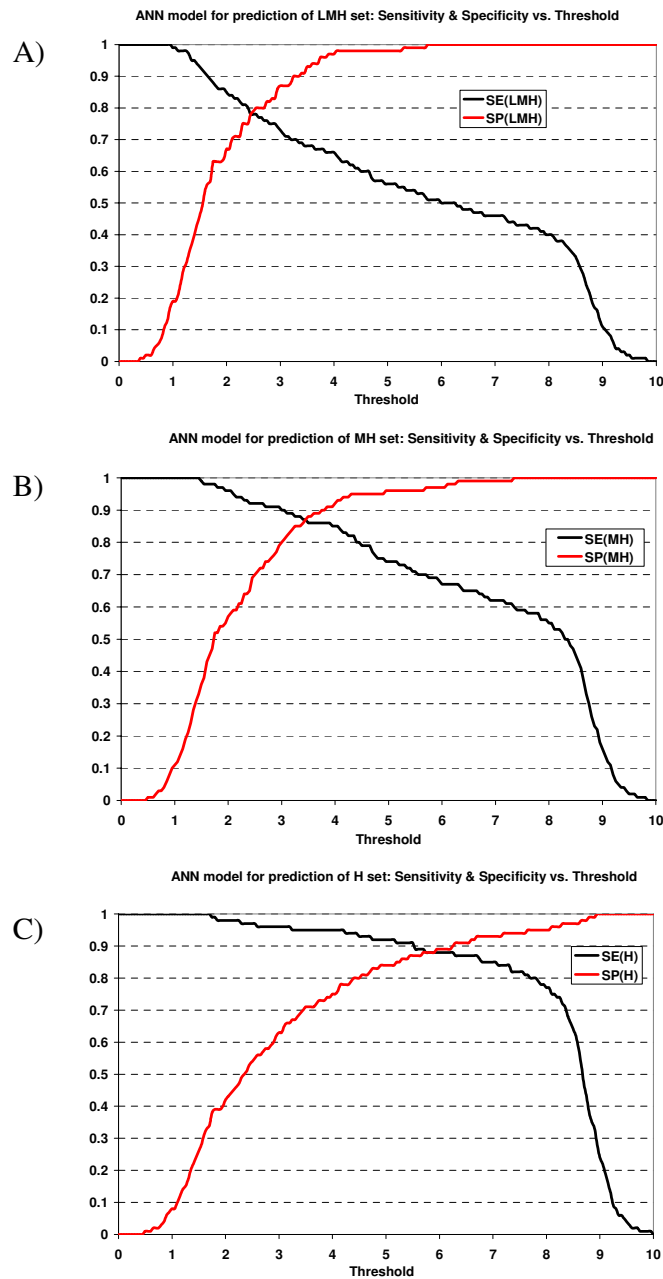 ANN model for prediction of LMH set: Sensitivity & Specificity vs. Threshold
A)
1
0.9
0.8
0.7
0.6
0.5
0.4
0.3
0.2
0.1
0
SE(LMH)
SP(LMH)
0 1 2 3 4 5 6 7 8 9 10
Threshold
ANN model for prediction of MH set: Sensitivity & Specificity vs. Threshold
B)
1
0.9
0.8
0.7
0.6
0.5
0.4
0.3
0.2
0.1
0
SE(MH)
SP(MH)
0 1 2 3 4 5 6 7 8 9 10
Threshold
ANN model for prediction of H set: Sensitivity & Specificity vs. Threshold
C)
1
0.9
0.8
0.7
0.6
0.5
0.4
0.3
0.2
0.1
0
SE(H)
SP(H)
0 1 2 3 4 5 6 7 8 9 10
Threshold